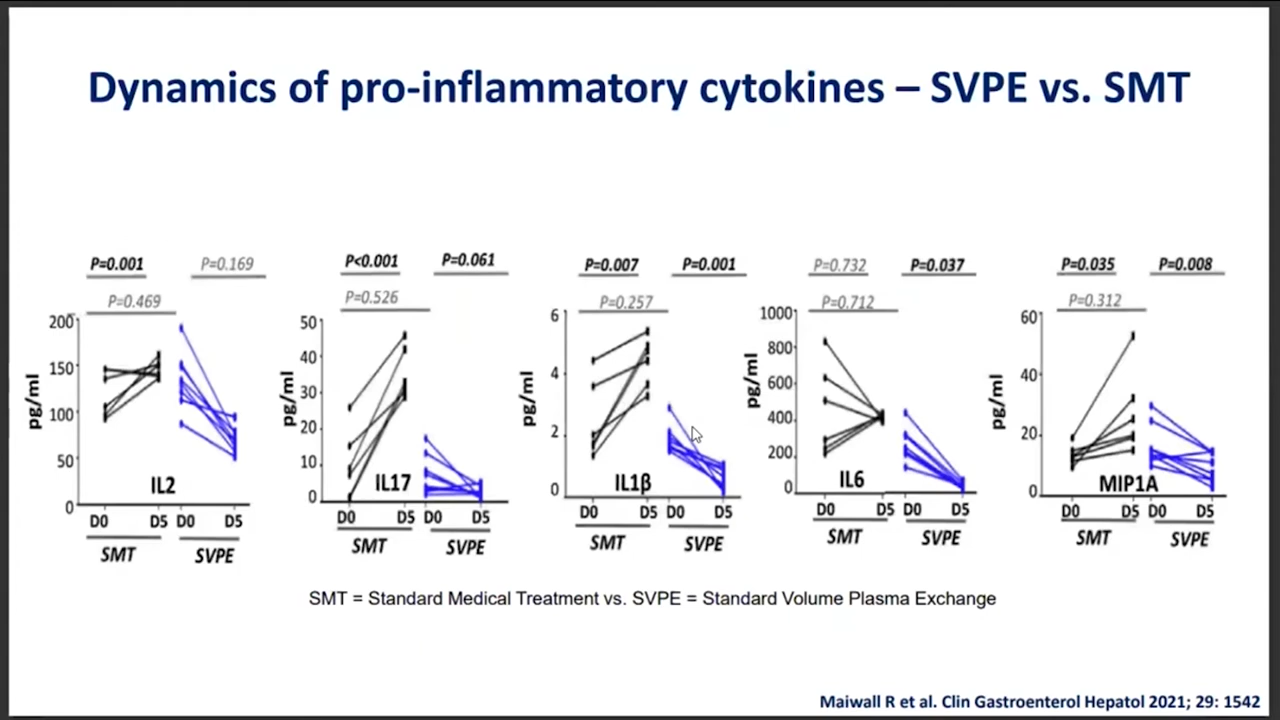 Dynamics of pro-inflammatory cytokines – SVPE vs. SMT
P=0.001 P=0.169
P=0.469
pg/ml
200
150
100
50
0
IL2
D0 D5 D0 D5
SMT SVPE
P<0.001 P=0.061
P=0.526
pg/ml
50
40
30
20
10
0
IL17
D0 D5 D0 D5
SMT SVPE
P=0.007 P=0.001
P=0.257
pg/ml
6
4
2
0
IL1β
D0 D5 D0 D5
SMT SVPE
P=0.732 P=0.037
P=0.712
pg/ml
1000
800
600
400
200
0
IL6
D0 D5 D0 D5
SMT SVPE
P=0.035 P=0.008
P=0.312
pg/ml
60
40
20
0
MIP1A
D0 D5 D0 D5
SMT SVPE
SMT = Standard Medical Treatment vs. SVPE = Standard Volume Plasma Exchange
Maiwall R et al. Clin Gastroenterol Hepatol 2021; 29: 1542